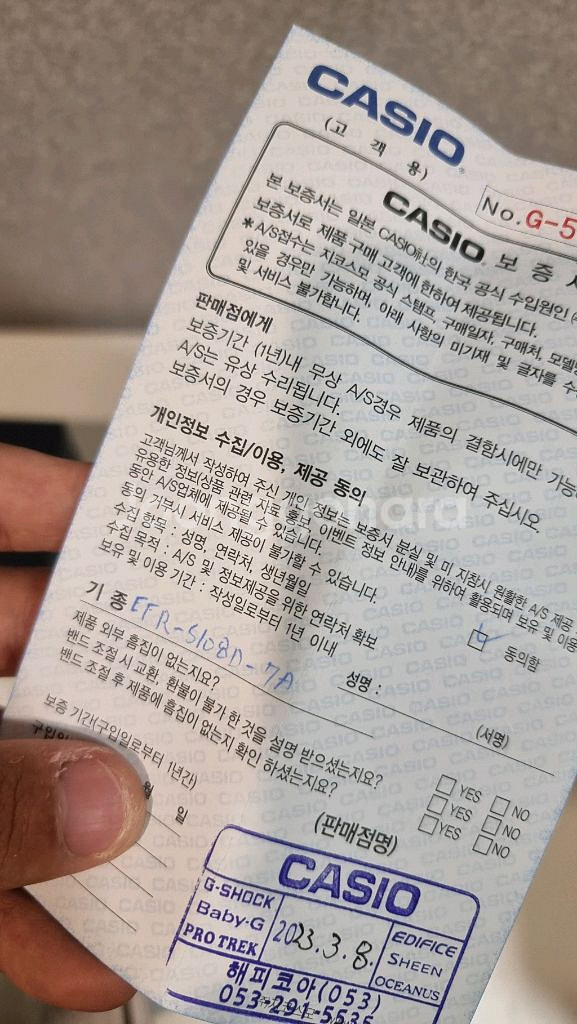 CASIO
(고 객 용)
No. G-5
CASIO 보 증
본 보증서는 일본 CASIO社의 한국 공식 수입원인
보증서로 제품 구매 고객에 한하여 제공됩니다.
*A/S접수는 지코스모 공식 스탬프, 구매일자, 구매처, 모델
있을 경우만 가능하며, 아래 사항의 미기재 및 글자를 수
및 서비스 불가합니다.
판매점에게
보증기간 (1년)내 무상 A/S경우 제품의 결함시에만 가능
A/S는 유상 수리됩니다.
보증서의 경우 보증기간 외에도 잘 보관하여 주십시오.
개인정보 수집/이용, 제공 동의
고객님께서 작성하여 주신 개인 정보는 보증서 분실 및 미 지참시 원활한 A/S 제공
유용한 정보(상품 관련 자료 홍보, 이벤트 정보 안내)를 위하여 활용되며 보유 및 이용
동안 A/S업체에 제공될 수 있습니다.
동의 거부시 서비스 제공이 불가할 수 있습니다.
수집 항목 : 성명, 연락처, 생년월일
수집 목적 : A/S 및 정보제공을 위한 연락처 확보
보유 및 이용 기간 : 작성일로부터 1년 이내
동의함
기 종 EFR-S108D-7A
성명 :
(서명)
제품 외부 흠집이 없는지요?
밴드 조절 시 교환, 환불이 불가 한 것을 설명 받으셨는지요?
밴드 조절 후 제품에 흠집이 없는지 확인 하셨는지요?
YES NO
YES NO
YES NO
보증 기간(구입일로부터 1년간)
구입일
월 일
(판매점명)
CASIO
G-SHOCK
Baby-G
PRO TREK
2023.3.8.
EDIFICE
SHEEN
OCEANUS
해피코아(053)
053-291-5535